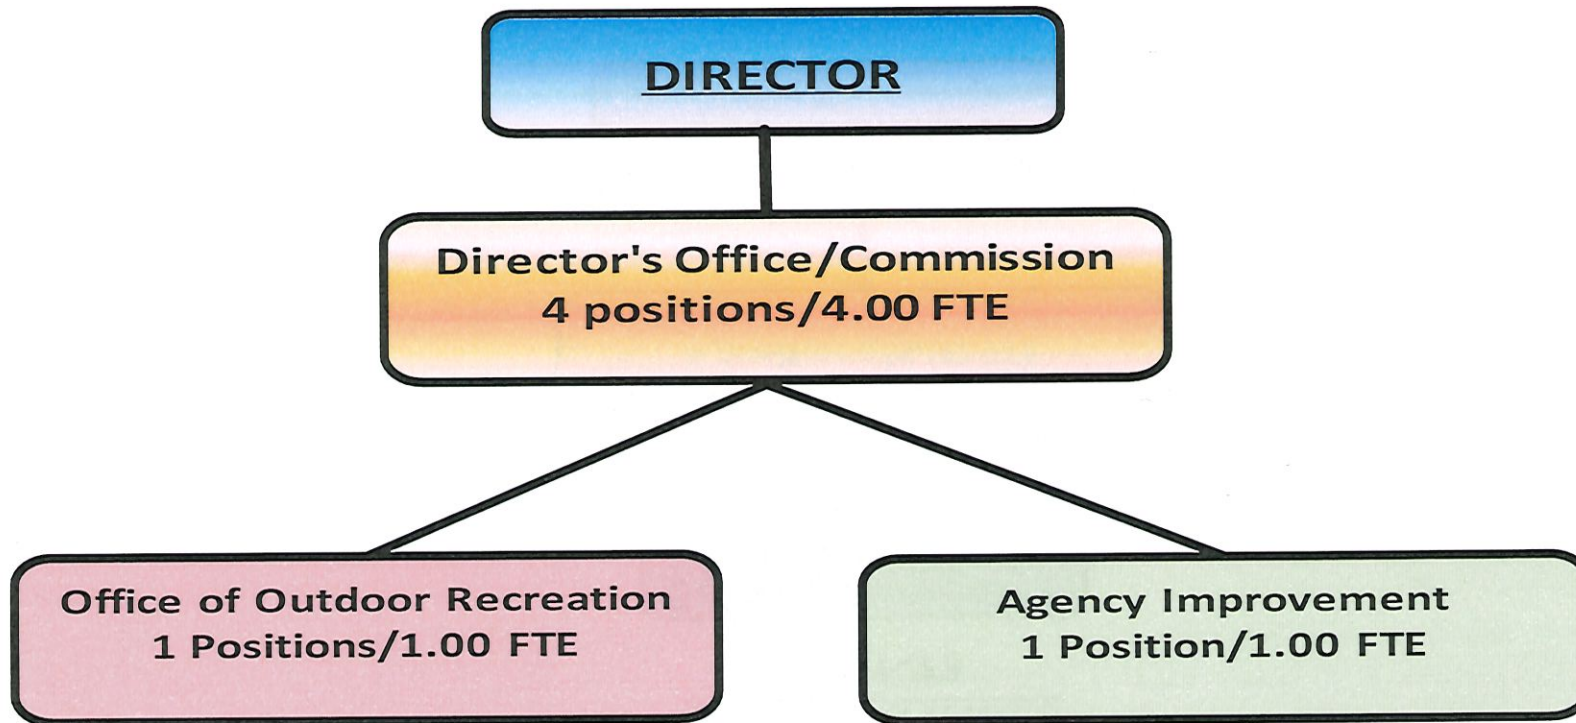 DIRECTOR
Director's Office/Commission
4 positions/4.00 FTE
Office of Outdoor Recreation
1 Positions/1.00 FTE
Agency Improvement
1 Position/1.00 FTE